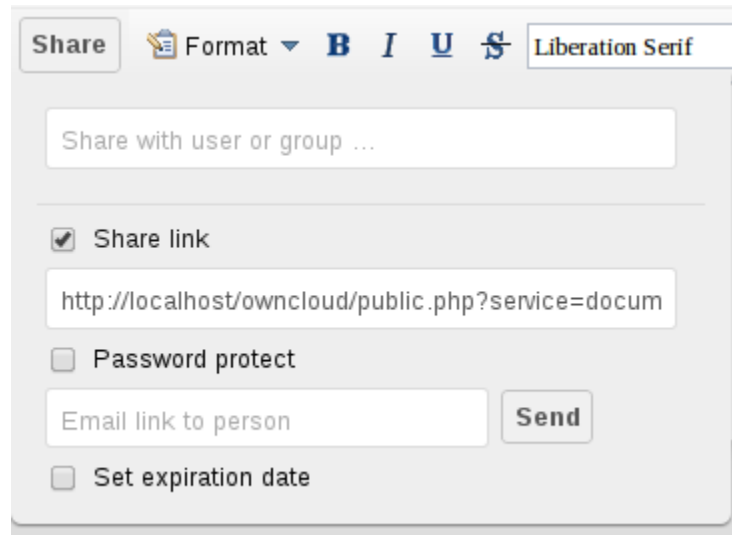 Share Format B I U S Liberation Serif
Share with user or group ...
Share link
http://localhost/owncloud/public.php?service=docum
Password protect
Email link to person Send
Set expiration date